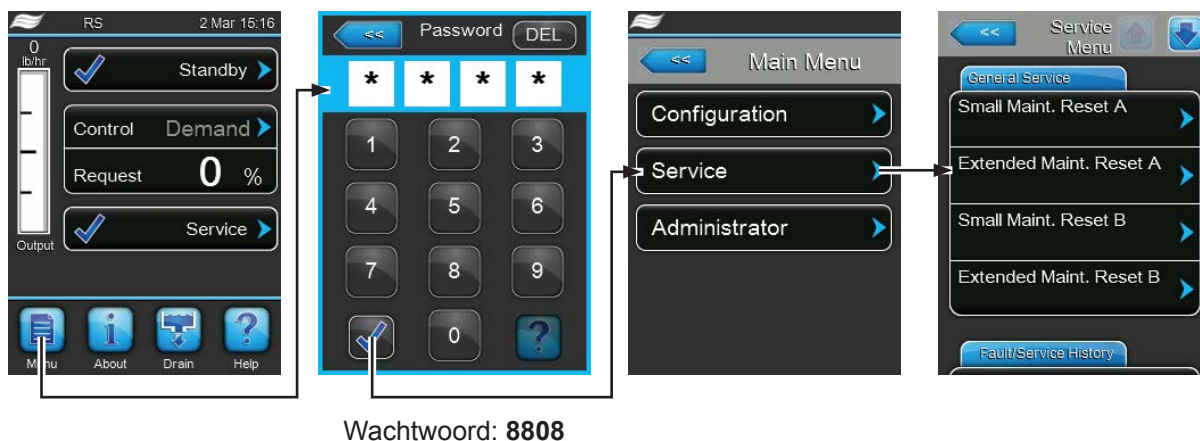 RS 2 Mar 15:16
0
lb/hr
Standby
Control Demand
Request 0 %
Service
Output
Menu About Drain Help
<< Password DEL
* * * *
1 2 3
4 5 6
7 8 9
0 ?
Wachtwoord: 8808
<< Main Menu
Configuration
Service
Administrator
<< Service
Menu
General Service
Small Maint. Reset A
Extended Maint. Reset A
Small Maint. Reset B
Extended Maint. Reset B
Fault/Service History